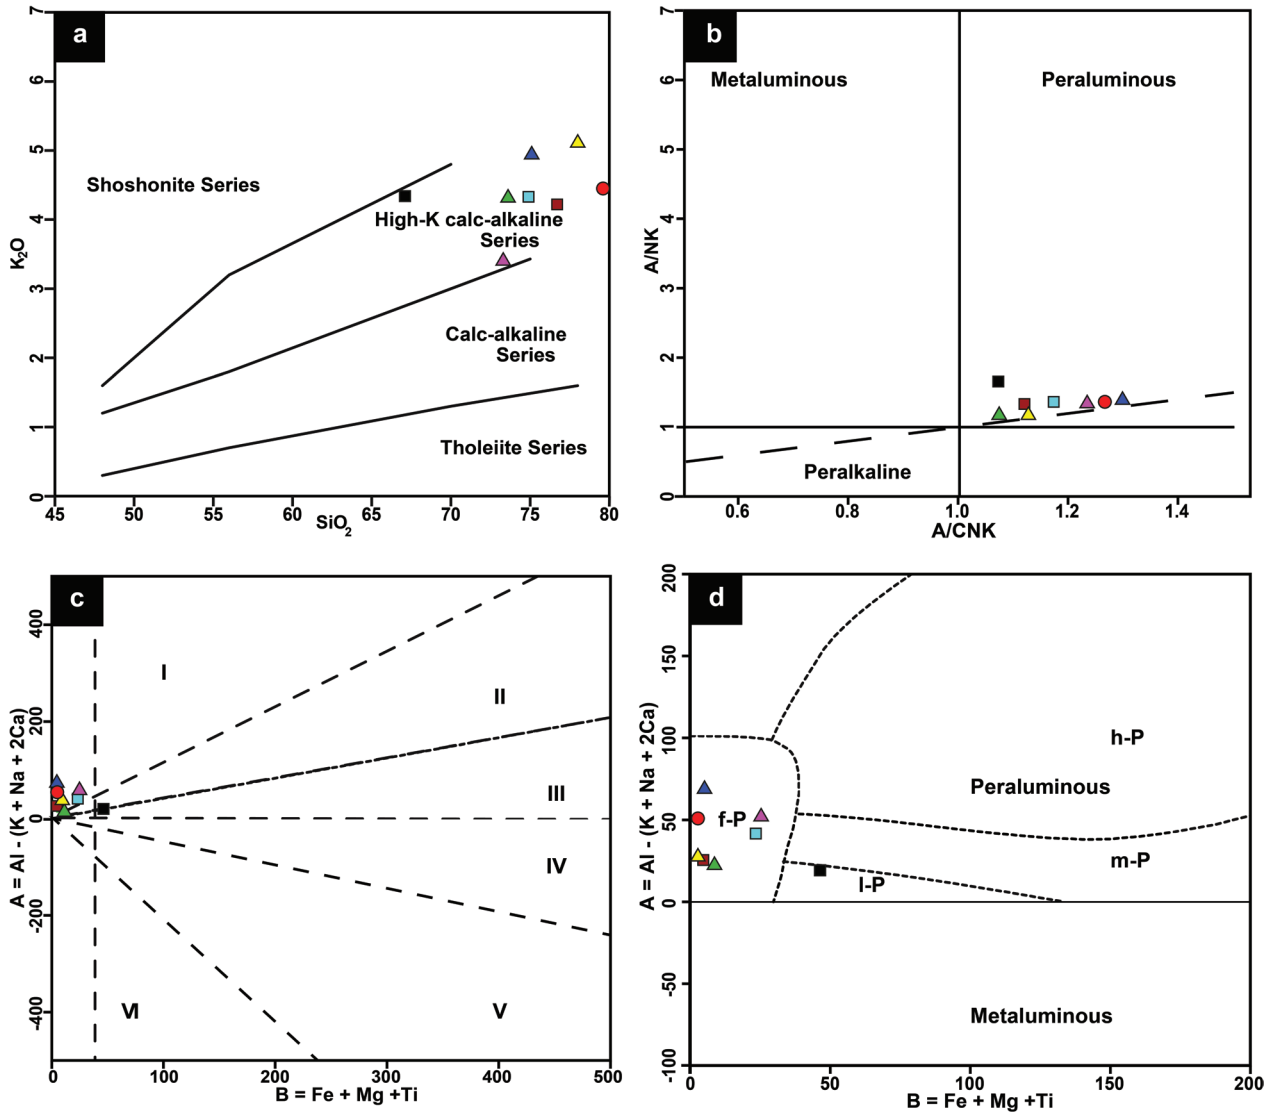 a
7
6
5
4
3
2
1
0
K2O
Shoshonite Series
High-K calc-alkaline
Series
Calc-alkaline
Series
Tholeiite Series
45 50 55 60 65 70 75 80
SiO2
b
7
6
5
4
3
2
1
0
A/NK
Metaluminous
Peraluminous
Peralkaline
0.6 0.8 1.0 1.2 1.4
A/CNK
c
400
200
0
-200
-400
A = Al - (K + Na + 2Ca)
I
II
III
IV
V
VI
0 100 200 300 400 500
B = Fe + Mg +Ti
d
200
150
100
50
0
-50
-100
A = Al - (K + Na + 2Ca)
h-P
Peraluminous
f-P
m-P
l-P
Metaluminous
0 50 100 150 200
B = Fe + Mg +Ti